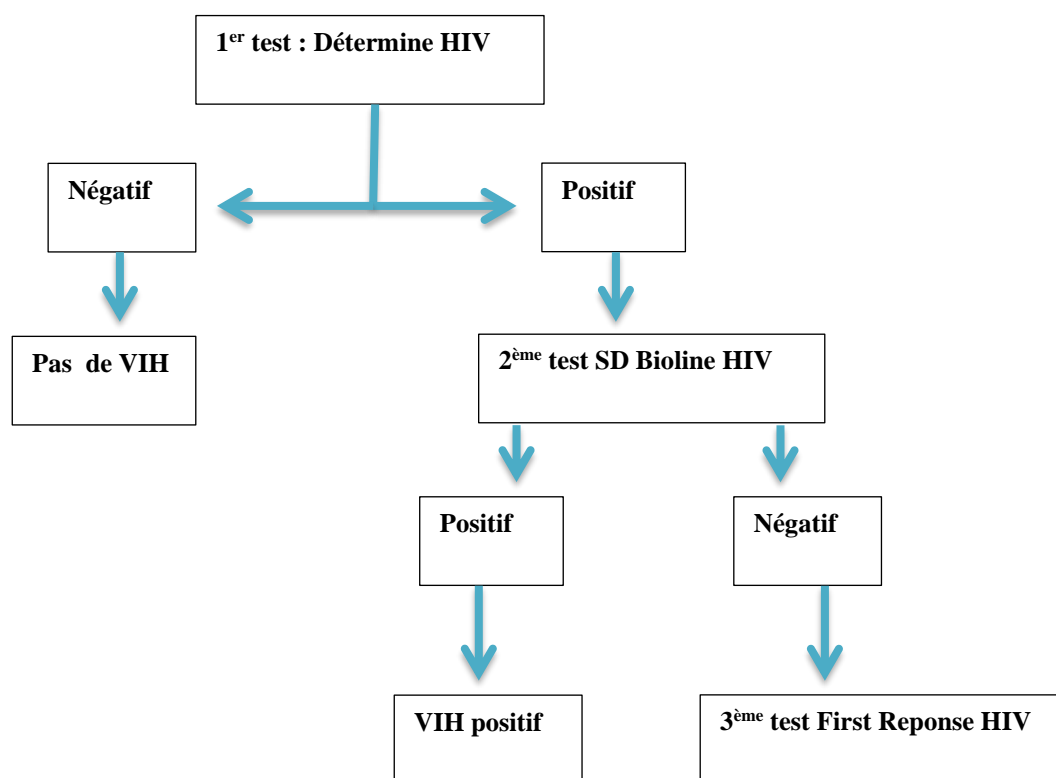 1er test : Détermine HIV
Négatif
Positif
Pas de VIH
2ème test SD Bioline HIV
Positif
Négatif
VIH positif
3ème test First Reponse HIV